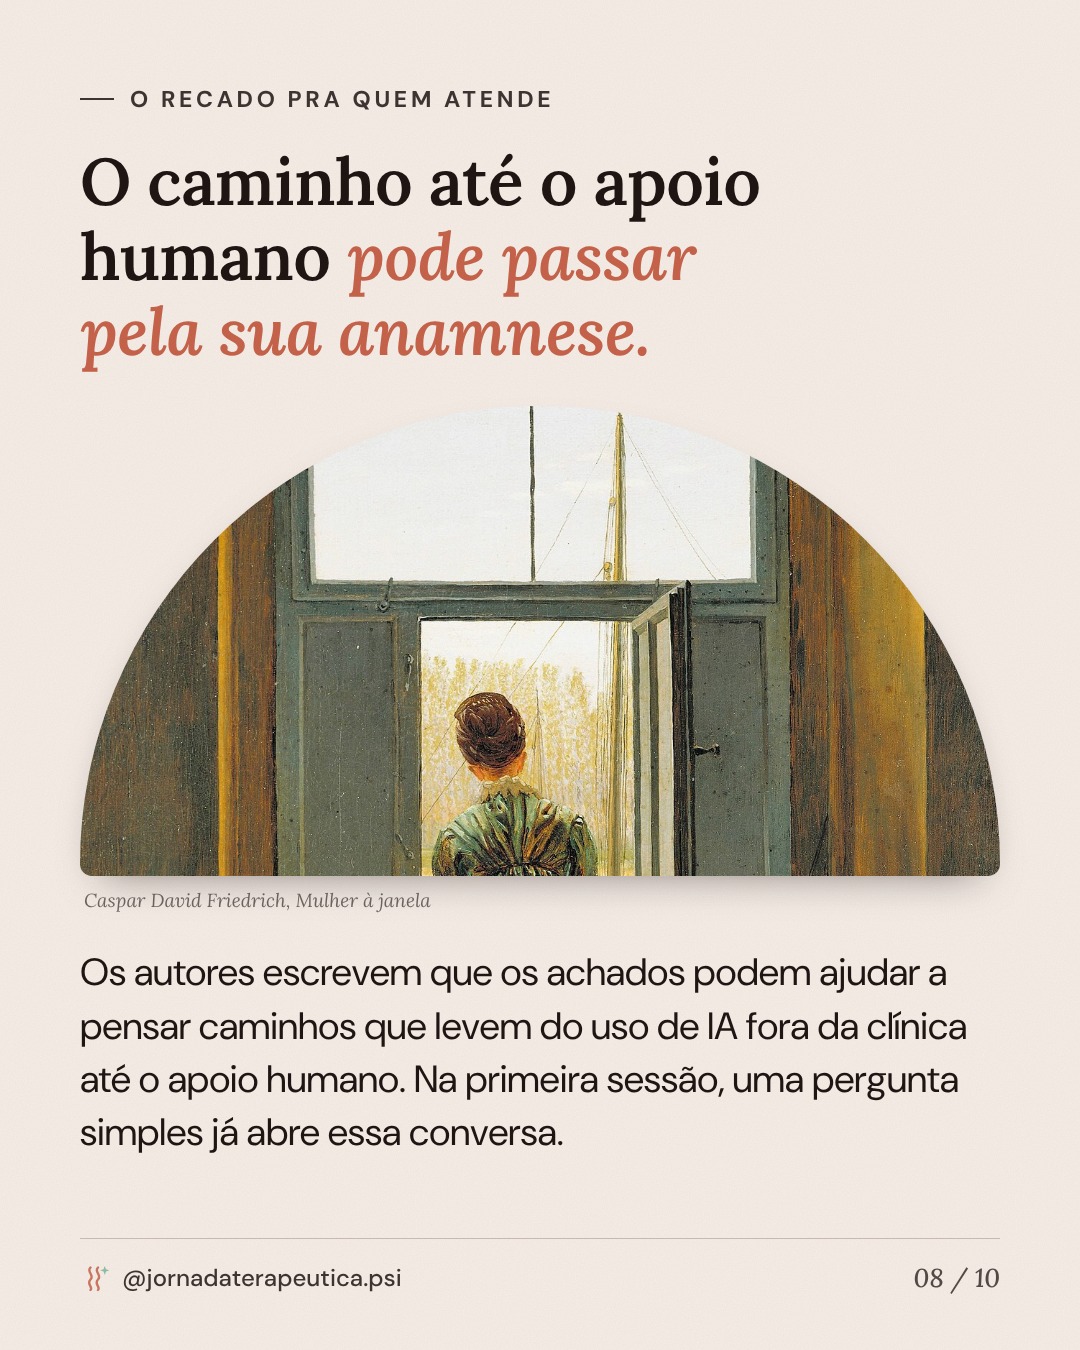 O RECADO PRA QUEM ATENDE
O caminho até o apoio
humano pode passar
pela sua anamnese.
Caspar David Friedrich, Mulher à janela
Os autores escrevem que os achados podem ajudar a
pensar caminhos que levem do uso de IA fora da clínica
até o apoio humano. Na primeira sessão, uma pergunta
simples já abre essa conversa.
@jornadaterapeutica.psi
08 / 10